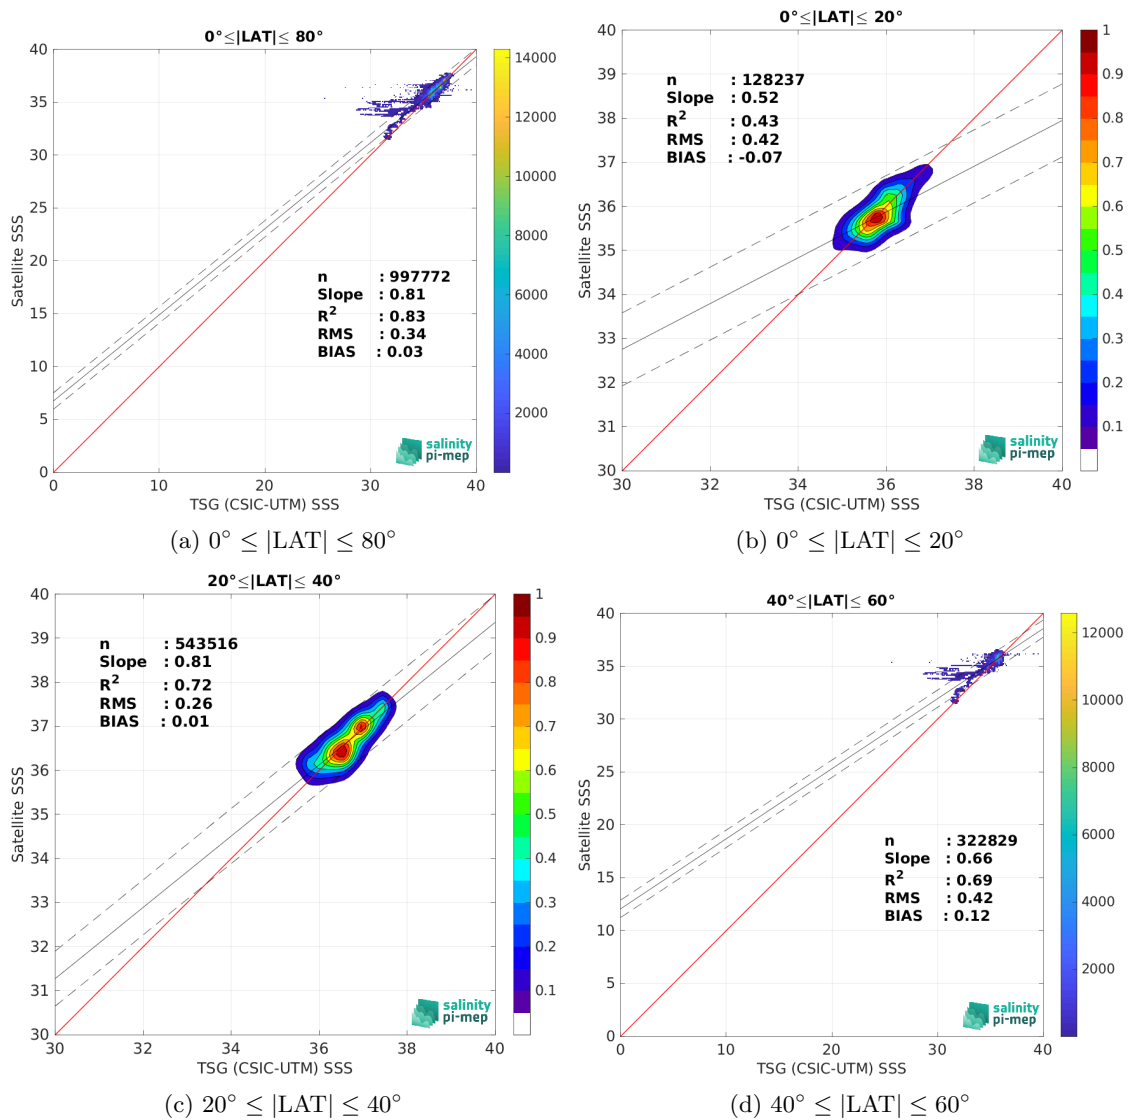 0°≤|LAT|≤ 80°
40
35
30
25
20
15
10
5
0
Satellite SSS
n : 997772
Slope : 0.81
R² : 0.83
RMS : 0.34
BIAS : 0.03
salinity
pi-mep
0 10 20 30 40
TSG (CSIC-UTM) SSS
14000
12000
10000
8000
6000
4000
2000
(a) 0° ≤ |LAT| ≤ 80°
0°≤|LAT|≤ 20°
40
39
38
37
36
35
34
33
32
31
30
Satellite SSS
n : 128237
Slope : 0.52
R² : 0.43
RMS : 0.42
BIAS : -0.07
salinity
pi-mep
30 32 34 36 38 40
TSG (CSIC-UTM) SSS
1
0.9
0.8
0.7
0.6
0.5
0.4
0.3
0.2
0.1
(b) 0° ≤ |LAT| ≤ 20°
20°≤|LAT|≤ 40°
40
39
38
37
36
35
34
33
32
31
30
Satellite SSS
n : 543516
Slope : 0.81
R² : 0.72
RMS : 0.26
BIAS : 0.01
salinity
pi-mep
30 32 34 36 38 40
TSG (CSIC-UTM) SSS
1
0.9
0.8
0.7
0.6
0.5
0.4
0.3
0.2
0.1
(c) 20° ≤ |LAT| ≤ 40°
40°≤|LAT|≤ 60°
40
35
30
25
20
15
10
5
0
Satellite SSS
n : 322829
Slope : 0.66
R² : 0.69
RMS : 0.42
BIAS : 0.12
salinity
pi-mep
0 10 20 30 40
TSG (CSIC-UTM) SSS
12000
10000
8000
6000
4000
2000
(d) 40° ≤ |LAT| ≤ 60°